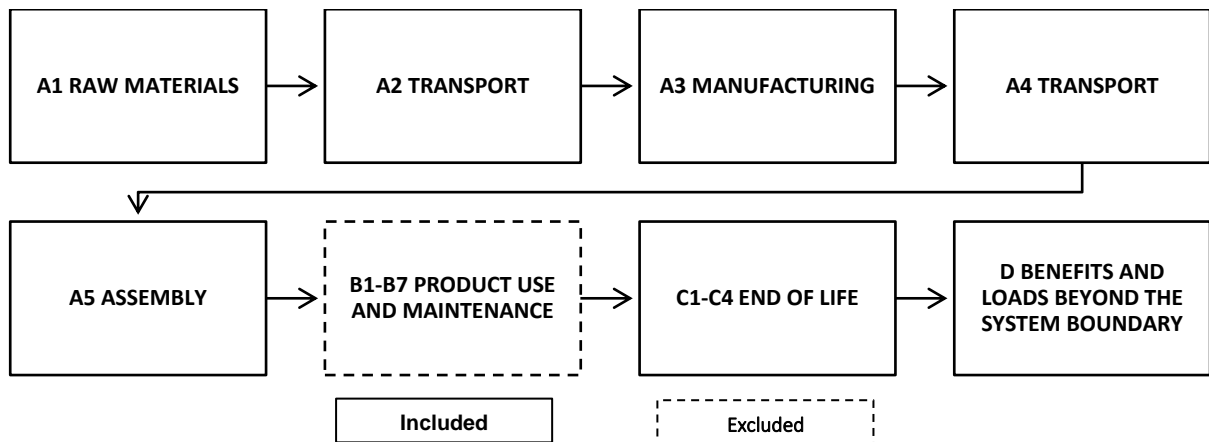 A1 RAW MATERIALS
A2 TRANSPORT
A3 MANUFACTURING
A4 TRANSPORT
A5 ASSEMBLY
B1-B7 PRODUCT USE
AND MAINTENANCE
C1-C4 END OF LIFE
D BENEFITS AND
LOADS BEYOND THE
SYSTEM BOUNDARY
Included
Excluded